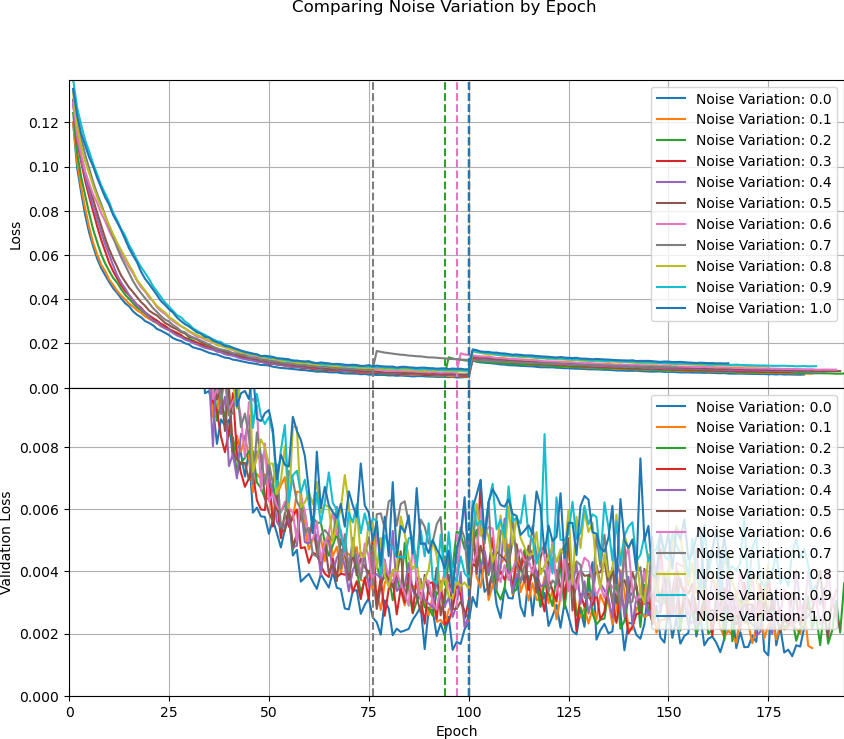 Comparing Noise Variation by Epoch
Loss
0.12
0.10
0.08
0.06
0.04
0.02
0.00
Noise Variation: 0.0
Noise Variation: 0.1
Noise Variation: 0.2
Noise Variation: 0.3
Noise Variation: 0.4
Noise Variation: 0.5
Noise Variation: 0.6
Noise Variation: 0.7
Noise Variation: 0.8
Noise Variation: 0.9
Noise Variation: 1.0
Validation Loss
0.008
0.006
0.004
0.002
0.000
Noise Variation: 0.0
Noise Variation: 0.1
Noise Variation: 0.2
Noise Variation: 0.3
Noise Variation: 0.4
Noise Variation: 0.5
Noise Variation: 0.6
Noise Variation: 0.7
Noise Variation: 0.8
Noise Variation: 0.9
Noise Variation: 1.0
0 25 50 75 100 125 150 175
Epoch